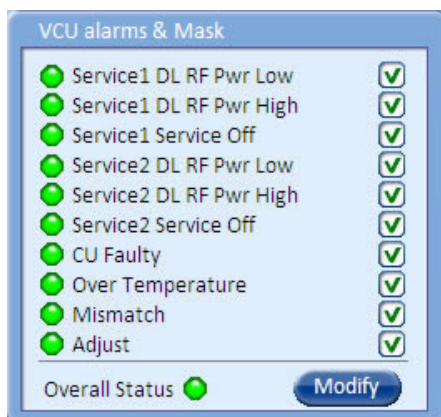 VCU alarms & Mask
Service1 DL RF Pwr Low
Service1 DL RF Pwr High
Service1 Service Off
Service2 DL RF Pwr Low
Service2 DL RF Pwr High
Service2 Service Off
CU Faulty
Over Temperature
Mismatch
Adjust
Overall Status Modify